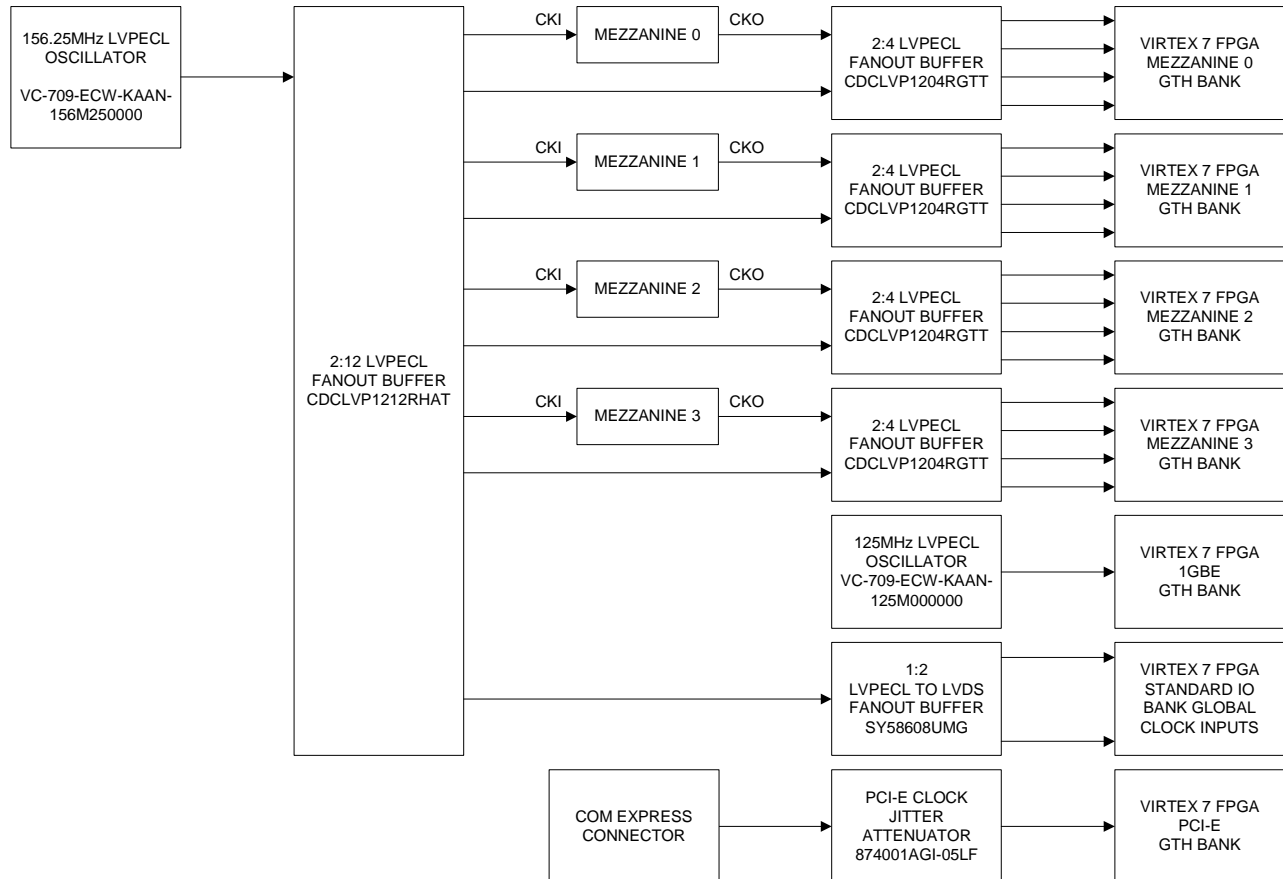 156.25MHz LVPECL
OSCILLATOR
VC-709-ECW-KAAN-
156M250000
2:12 LVPECL
FANOUT BUFFER
CDCLVP1212RHAT
CKI
MEZZANINE 0
CKO
2:4 LVPECL
FANOUT BUFFER
CDCLVP1204RGTT
VIRTEX 7 FPGA
MEZZANINE 0
GTH BANK
CKI
MEZZANINE 1
CKO
2:4 LVPECL
FANOUT BUFFER
CDCLVP1204RGTT
VIRTEX 7 FPGA
MEZZANINE 1
GTH BANK
CKI
MEZZANINE 2
CKO
2:4 LVPECL
FANOUT BUFFER
CDCLVP1204RGTT
VIRTEX 7 FPGA
MEZZANINE 2
GTH BANK
CKI
MEZZANINE 3
CKO
2:4 LVPECL
FANOUT BUFFER
CDCLVP1204RGTT
VIRTEX 7 FPGA
MEZZANINE 3
GTH BANK
125MHz LVPECL
OSCILLATOR
VC-709-ECW-KAAN-
125M000000
VIRTEX 7 FPGA
1GBE
GTH BANK
1:2
LVPECL TO LVDS
FANOUT BUFFER
SY58608UMG
VIRTEX 7 FPGA
STANDARD IO
BANK GLOBAL
CLOCK INPUTS
COM EXPRESS
CONNECTOR
PCI-E CLOCK
JITTER
ATTENUATOR
874001AGI-05LF
VIRTEX 7 FPGA
PCI-E
GTH BANK